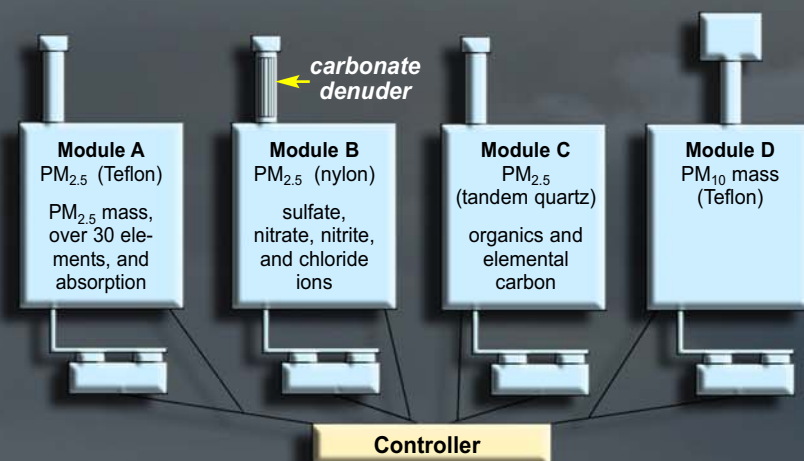 carbonate
denuder
Module A
PM2.5 (Teflon)
PM2.5 mass,
over 30 ele-
ments, and
absorption
Module B
PM2.5 (nylon)
sulfate,
nitrate, nitrite,
and chloride
ions
Module C
PM2.5
(tandem quartz)
organics and
elemental
carbon
Module D
PM10 mass
(Teflon)
Controller